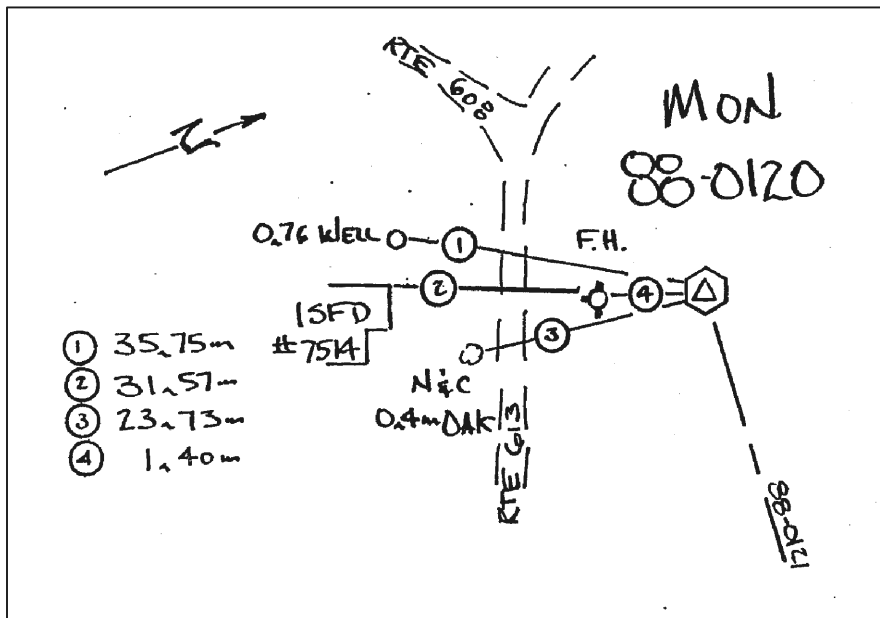 RTE 608
N
MON
88-0120
0.76 WELL
1
F.H.
2
4
1SFD
#7514
3
N&C
0.4m OAK
RTE 613
1 35.75m
2 31.57m
3 23.73m
4 1.40m
88-0121